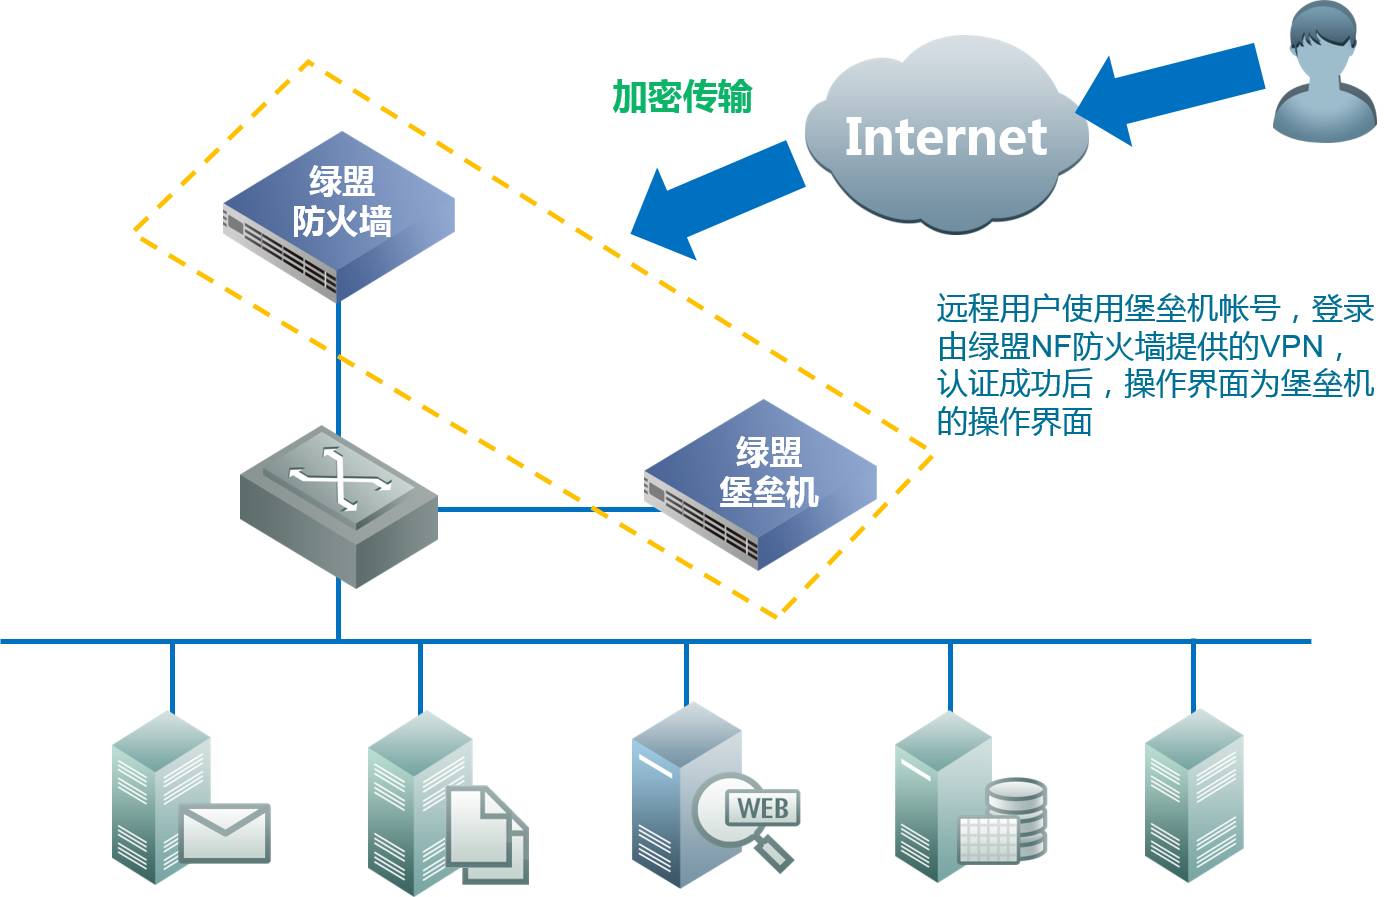 加密传输
Internet
绿盟
防火墙
远程用户使用堡垒机帐号，登录
由绿盟NF防火墙提供的VPN，
认证成功后，操作界面为堡垒机
的操作界面
绿盟
堡垒机
WEB